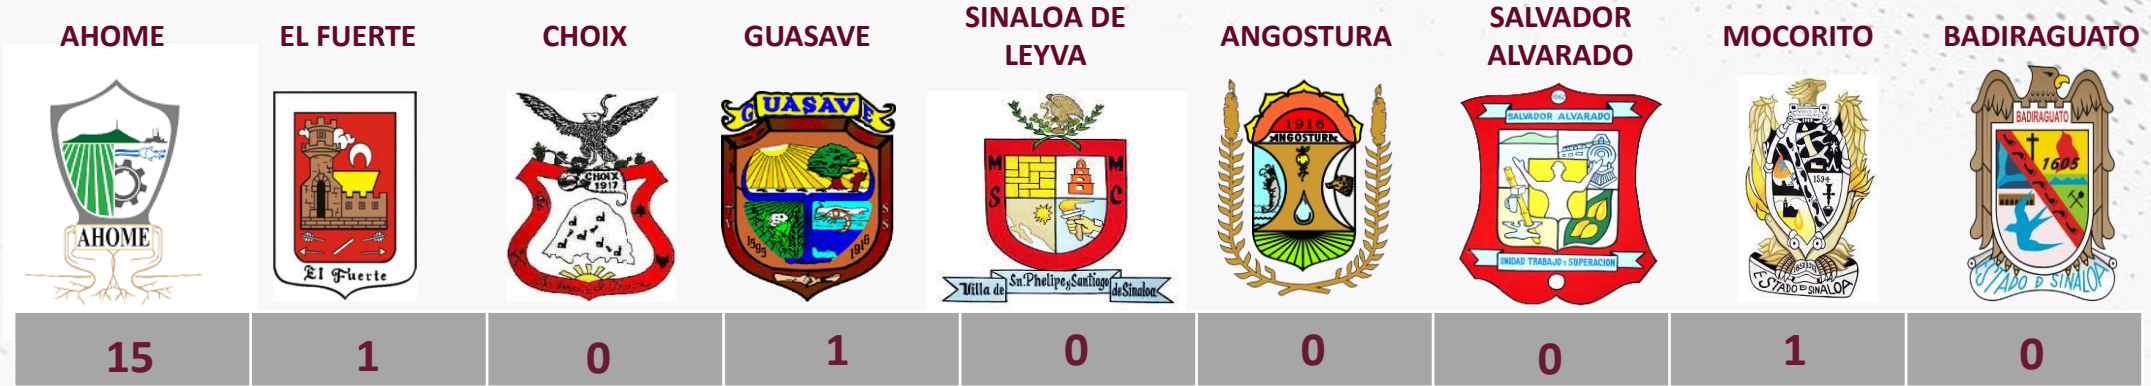 AHOME
EL FUERTE
CHOIX
GUASAVE
SINALOA DE
LEYVA
ANGOSTURA
SALVADOR
ALVARADO
MOCORITO
BADIRAGUATO
AHOME
El Fuerte
CHOIX
1917
GUASAVE
1595
1916
M M
S C
Villa de Sn. Phelipe y Santiago de Sinaloa
1916
ANGOSTURA
1962
SALVADOR ALVARADO
UNIDAD TRABAJO Y SUPERACION
1594
ESTADO D SINALOA
BADIRAGUATO
1605
ESTADO D SINALOA
15
1
0
1
0
0
0
1
0